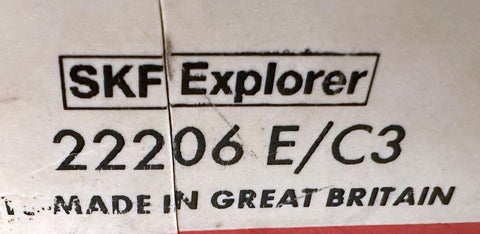 SKF Explorer
22206 E/C3
MADE IN GREAT BRITAIN